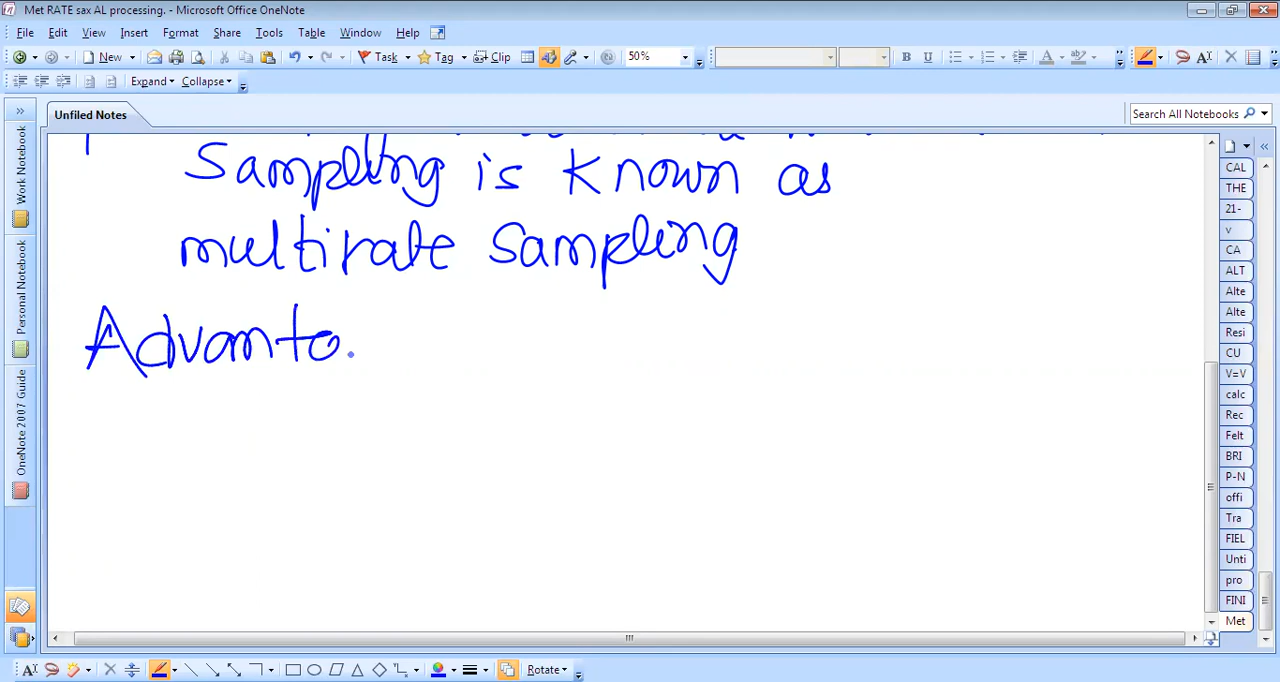 Met RATE sax AL processing. - Microsoft Office OneNote
File Edit View Insert Format Share Tools Table Window Help
New Task Tag Clip 50% B U
Expand Collapse
Unfiled Notes
Search All Notebooks
Work Notebook
Personal Notebook
OneNote 2007 Guide
Sampling is known as
multirate sampling
Advanta
CAL
THE
21-
v
CA
ALT
Alte
Alte
Resi
CU
V=V
calc
Rec
Felt
BRI
P-N
offi
Tra
FIEL
Unti
pro
FINI
Met
Rotate